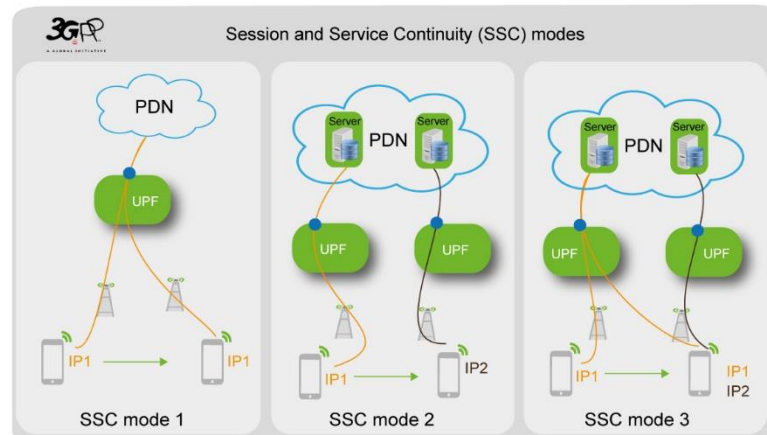 3GPP
A GLOBAL INITIATIVE
Session and Service Continuity (SSC) modes
PDN
UPF
IP1
IP1
SSC mode 1
Server
Server
PDN
UPF
UPF
IP1
IP2
SSC mode 2
Server
Server
PDN
UPF
UPF
IP1
IP1
IP2
SSC mode 3